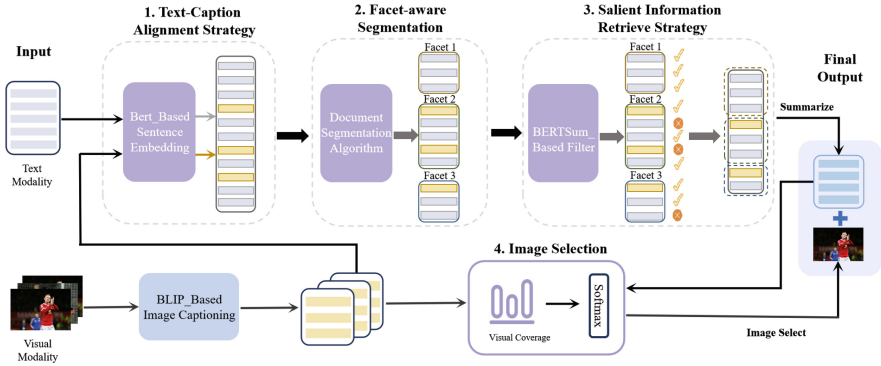 1. Text-Caption
Alignment Strategy
2. Facet-aware
Segmentation
3. Salient Information
Retrieve Strategy
Input
Final
Output
Text
Modality
Bert_Based
Sentence
Embedding
Document
Segmentation
Algorithm
Facet 1
Facet 2
Facet 3
BERTSum_
Based Filter
Facet 1
Facet 2
Facet 3
Summarize
Visual
Modality
BLIP_Based
Image Captioning
4. Image Selection
Visual Coverage
Softmax
Image Select